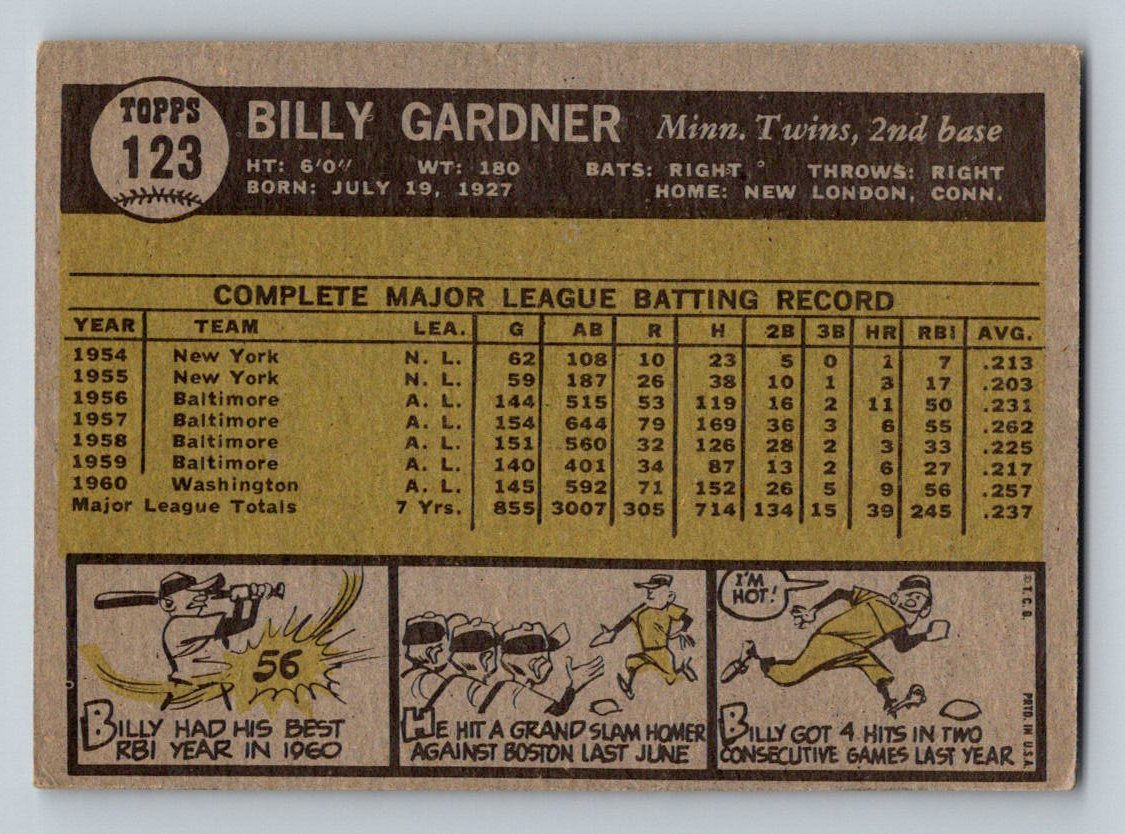 TOPPS
123
BILLY GARDNER Minn. Twins, 2nd base
HT: 6'0" WT: 180 BATS: RIGHT THROWS: RIGHT
BORN: JULY 19, 1927 HOME: NEW LONDON, CONN.
COMPLETE MAJOR LEAGUE BATTING RECORD
YEAR TEAM LEA. G AB R H 2B 3B HR RBI AVG.
1954 New York N. L. 62 108 10 23 5 0 1 7 .213
1955 New York N. L. 59 187 26 38 10 1 3 17 .203
1956 Baltimore A. L. 144 515 53 119 16 2 11 50 .231
1957 Baltimore A. L. 154 644 79 169 36 3 6 55 .262
1958 Baltimore A. L. 151 560 32 126 28 2 3 33 .225
1959 Baltimore A. L. 140 401 34 87 13 2 6 27 .217
1960 Washington A. L. 145 592 71 152 26 5 9 56 .257
Major League Totals 7 Yrs. 855 3007 305 714 134 15 39 245 .237
56
BILLY HAD HIS BEST
RBI YEAR IN 1960
HE HIT A GRAND SLAM HOMER
AGAINST BOSTON LAST JUNE
I'M
HOT!
BILLY GOT 4 HITS IN TWO
CONSECUTIVE GAMES LAST YEAR
© T.C.G. PRTD. IN U.S.A.